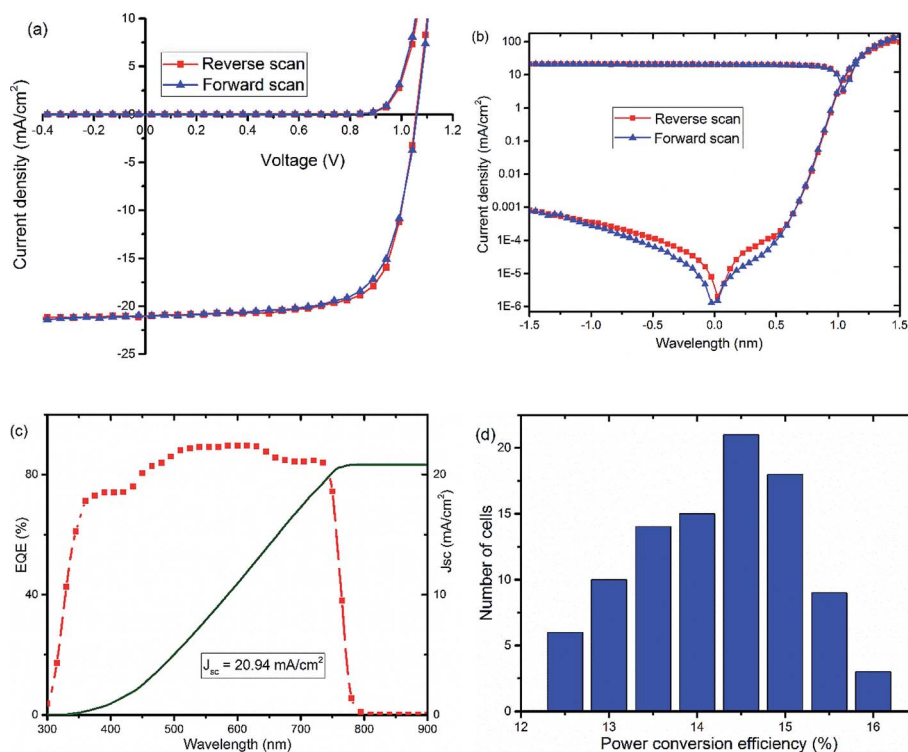 (a)
10
5
0
-5
-10
-15
-20
-25
-0.4 -0.2 0.0 0.2 0.4 0.6 0.8 1.0 1.2
Voltage (V)
Current density (mA/cm²)
Reverse scan
Forward scan
(b)
100
10
1
0.1
0.01
0.001
1E-4
1E-5
1E-6
-1.5 -1.0 -0.5 0.0 0.5 1.0 1.5
Wavelength (nm)
Current density (mA/cm²)
Reverse scan
Forward scan
(c)
80
40
0
EQE (%)
20
10
0
Jsc (mA/cm²)
J_sc = 20.94 mA/cm²
300 400 500 600 700 800 900
Wavelength (nm)
(d)
20
15
10
5
0
Number of cells
12 13 14 15 16
Power conversion efficiency (%)